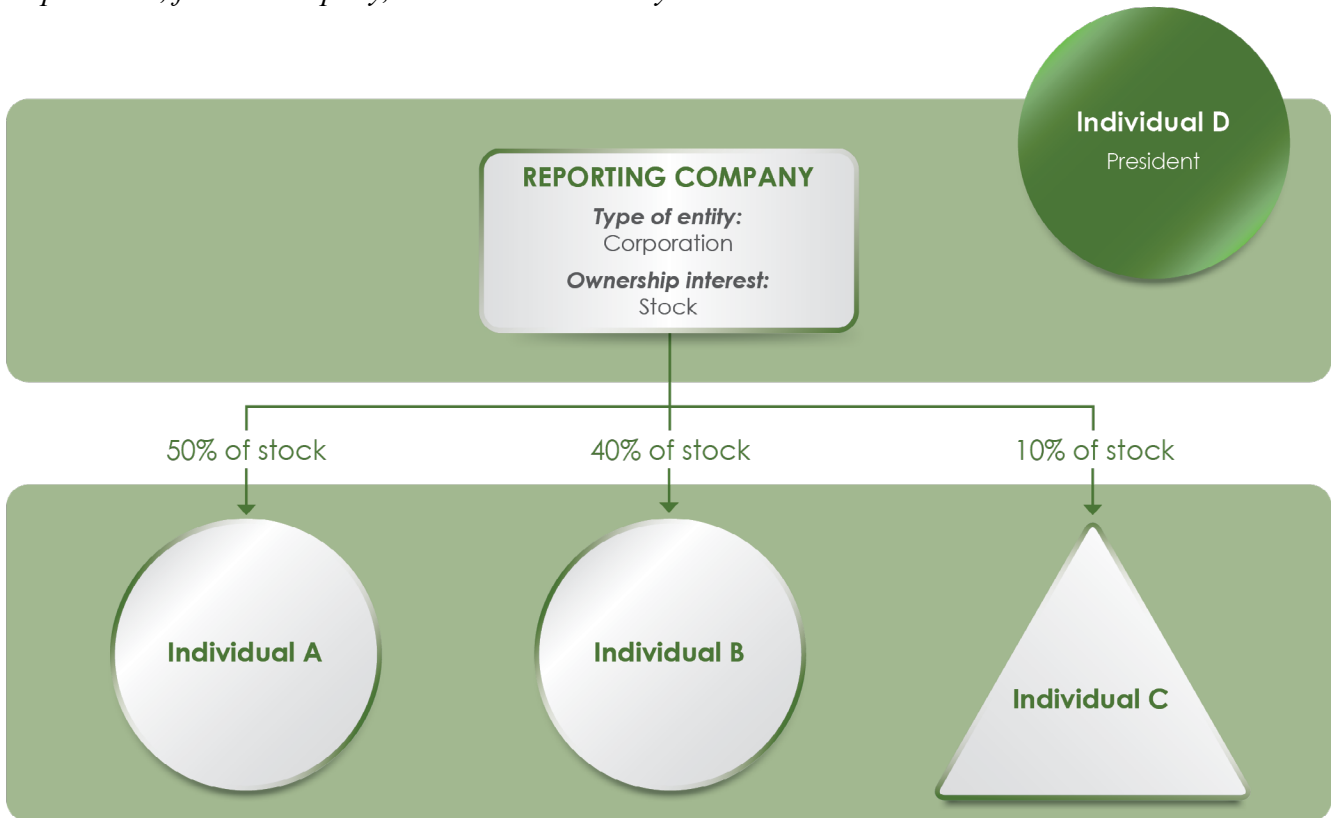 Individual D
President
REPORTING COMPANY
Type of entity:
Corporation
Ownership interest:
Stock
50% of stock
40% of stock
10% of stock
Individual A
Individual B
Individual C